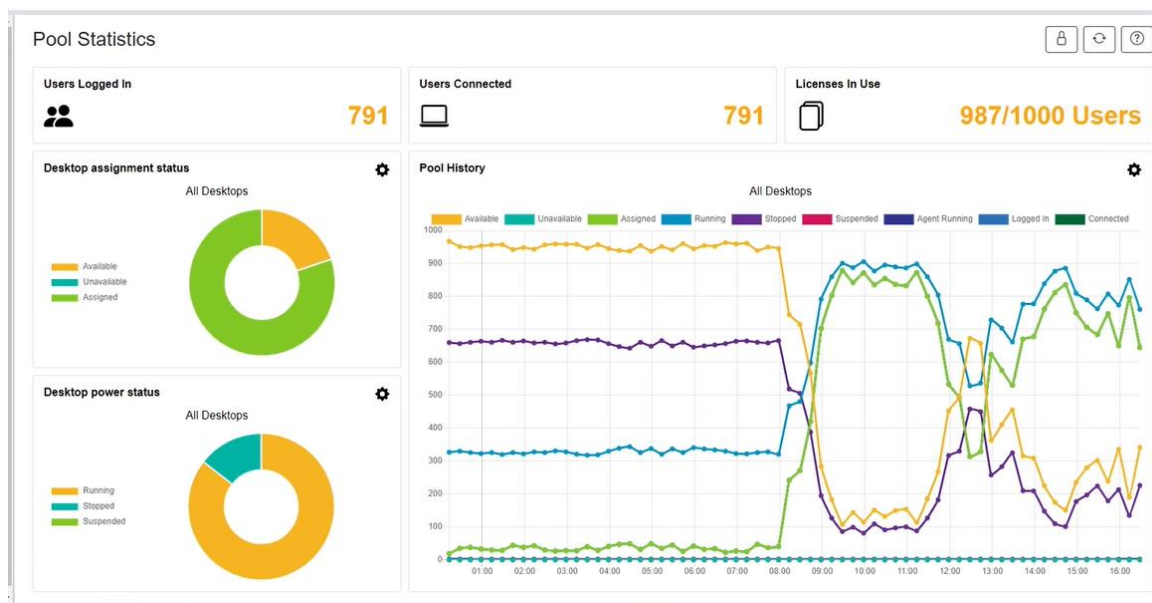 Pool Statistics
Users Logged In
791
Users Connected
791
Licenses In Use
987/1000 Users
Desktop assignment status
All Desktops
Available
Unavailable
Assigned
Desktop power status
All Desktops
Running
Stopped
Suspended
Pool History
All Desktops
Available Unavailable Assigned Running Stopped Suspended Agent Running Logged In Connected
1000
900
800
700
600
500
400
300
200
100
0
01:00 02:00 03:00 04:00 05:00 06:00 07:00 08:00 09:00 10:00 11:00 12:00 13:00 14:00 15:00 16:00